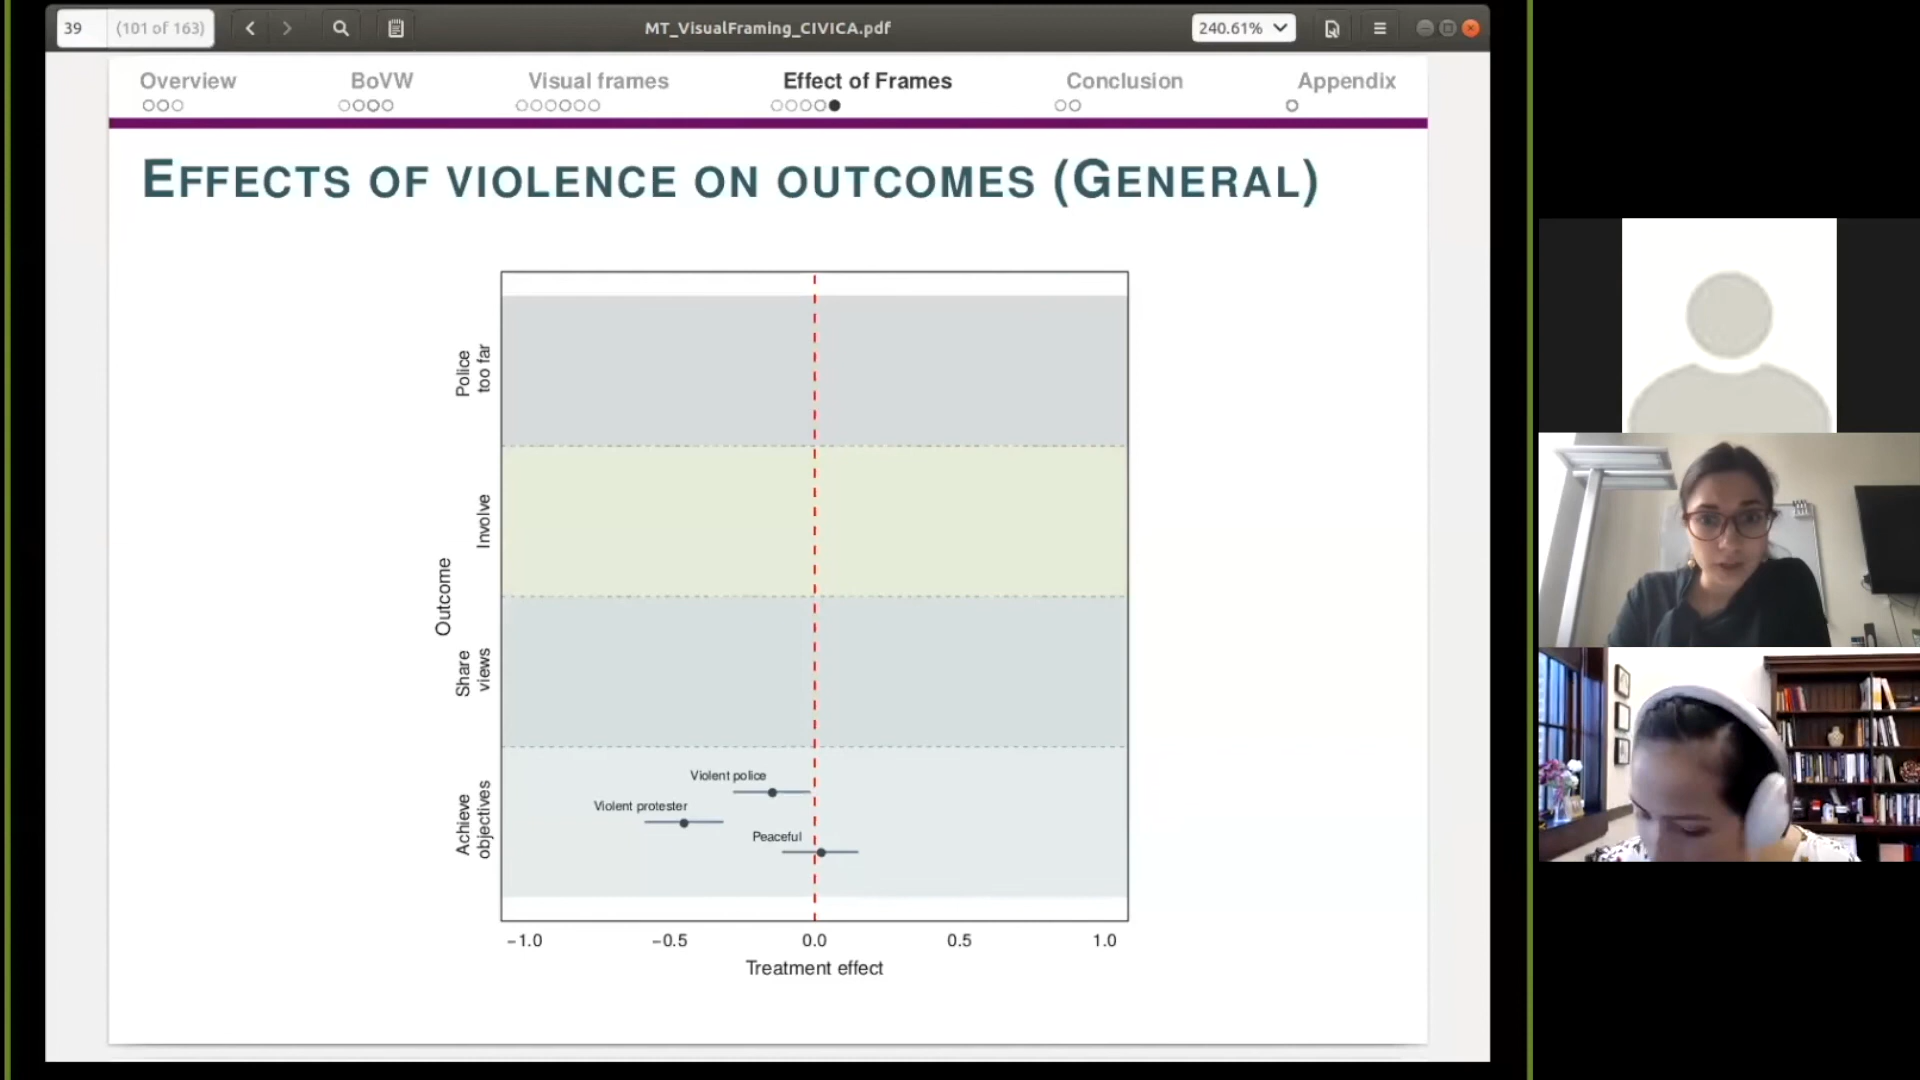 39 (101 of 163) MT_VisualFraming_CIVICA.pdf 240.61%
Overview BoVW Visual frames Effect of Frames Conclusion Appendix
EFFECTS OF VIOLENCE ON OUTCOMES (GENERAL)
Outcome
Police
too far
Involve
Share
views
Achieve
objectives
Violent police
Violent protester
Peaceful
−1.0 −0.5 0.0 0.5 1.0
Treatment effect